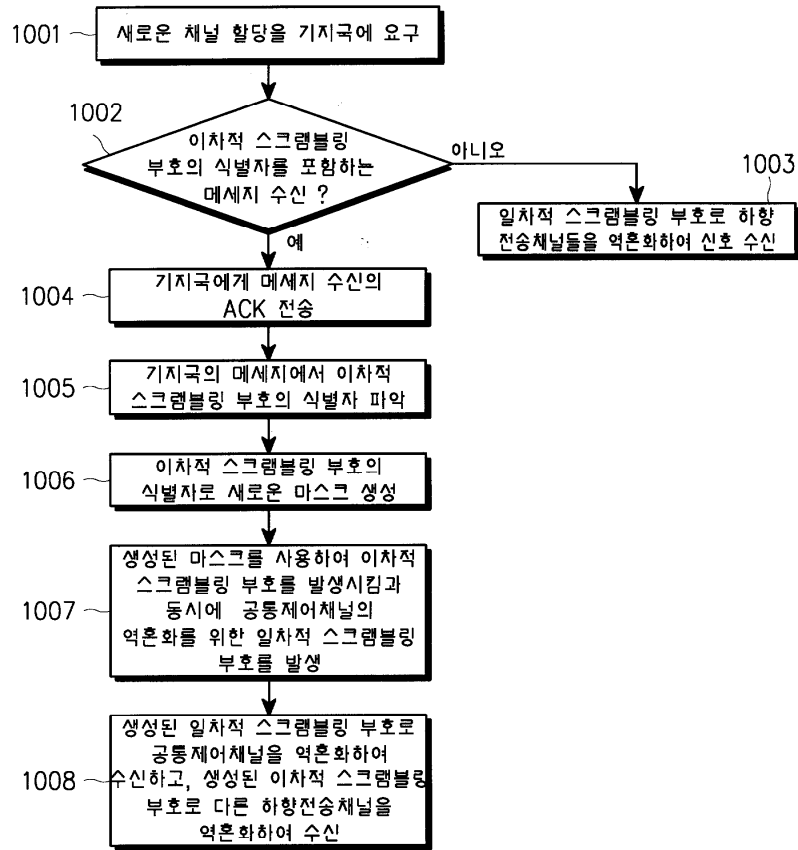 1001
새로운 채널 할당을 기지국에 요구
1002
이차적 스크램블링
부호의 식별자를 포함하는
메세지 수신 ?
아니오
1003
일차적 스크램블링 부호로 하향
전송채널들을 역혼화하여 신호 수신
예
1004
기지국에게 메세지 수신의
ACK 전송
1005
기지국의 메세지에서 이차적
스크램블링 부호의 식별자 파악
1006
이차적 스크램블링 부호의
식별자로 새로운 마스크 생성
1007
생성된 마스크를 사용하여 이차적
스크램블링 부호를 발생시킴과
동시에 공통제어채널의
역혼화를 위한 일차적 스크램블링
부호를 발생
1008
생성된 일차적 스크램블링 부호로
공통제어채널을 역혼화하여
수신하고, 생성된 이차적 스크램블링
부호로 다른 하향전송채널을
역혼화하여 수신